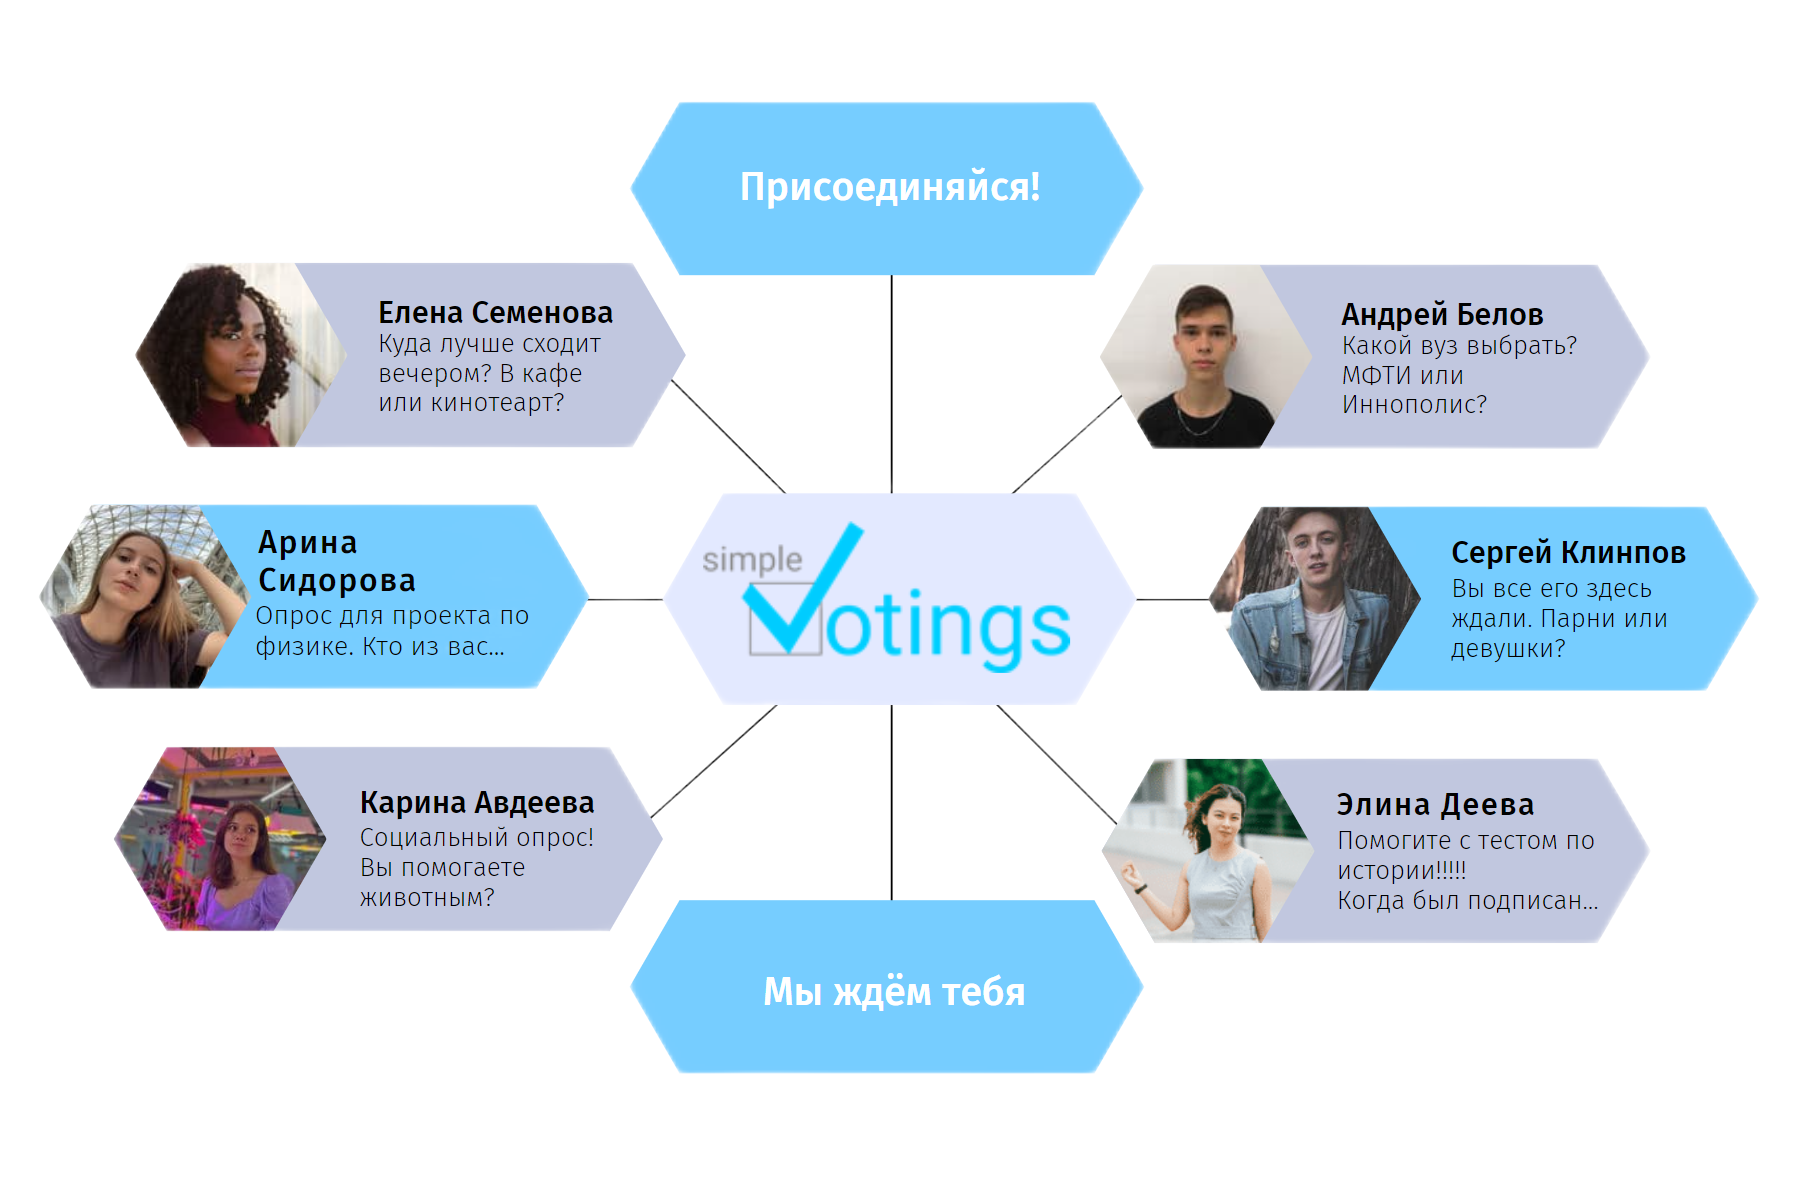 Присоединяйся!
Елена Семенова
Куда лучше сходит
вечером? В кафе
или кинотеарт?
Андрей Белов
Какой вуз выбрать?
МФТИ или
Иннополис?
Арина
Сидорова
Опрос для проекта по
физике. Кто из вас...
simple
Votings
Сергей Клинпов
Вы все его здесь
ждали. Парни или
девушки?
Карина Авдеева
Социальный опрос!
Вы помогаете
животным?
Элина Деева
Помогите с тестом по
истории!!!!!
Когда был подписан...
Мы ждём тебя